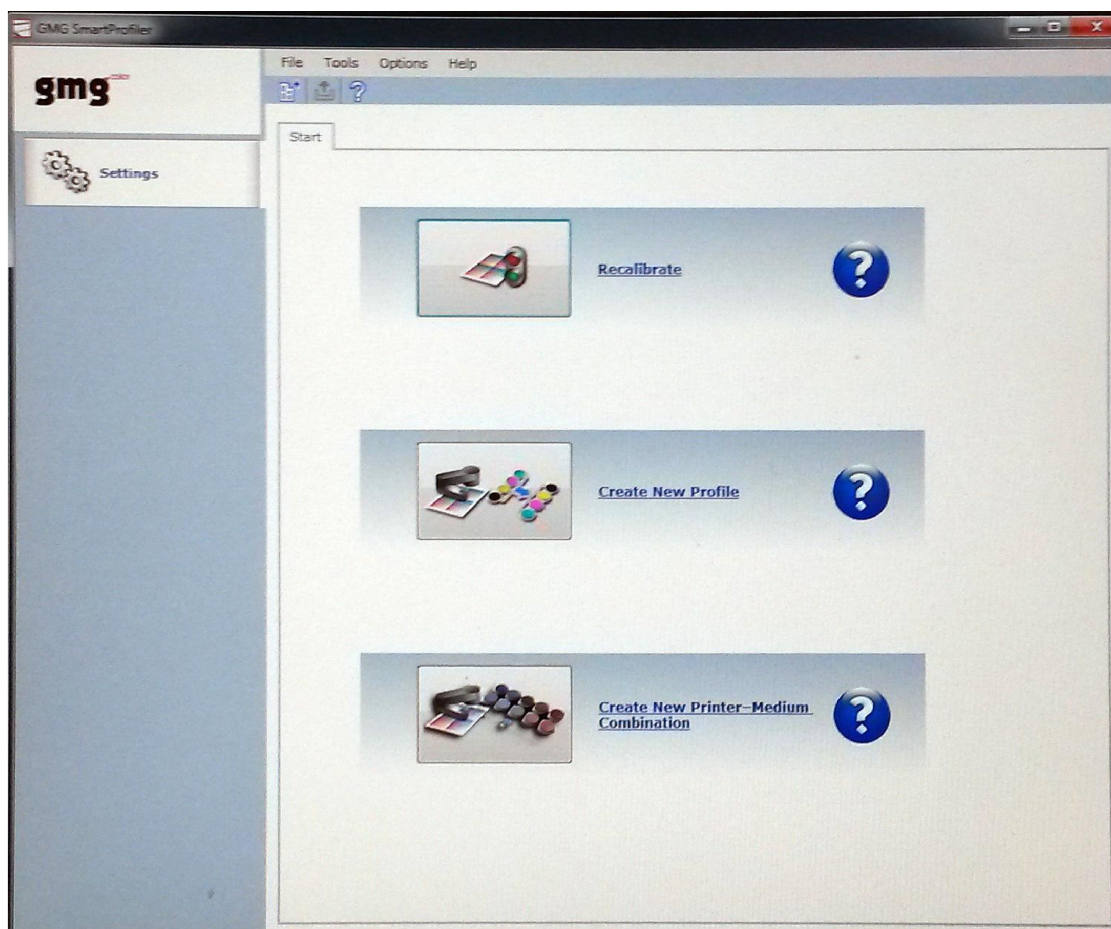 GMG SmartProfiler
gmg color
File Tools Options Help
Start
Settings
Recalibrate
Create New Profile
Create New Printer-Medium
Combination